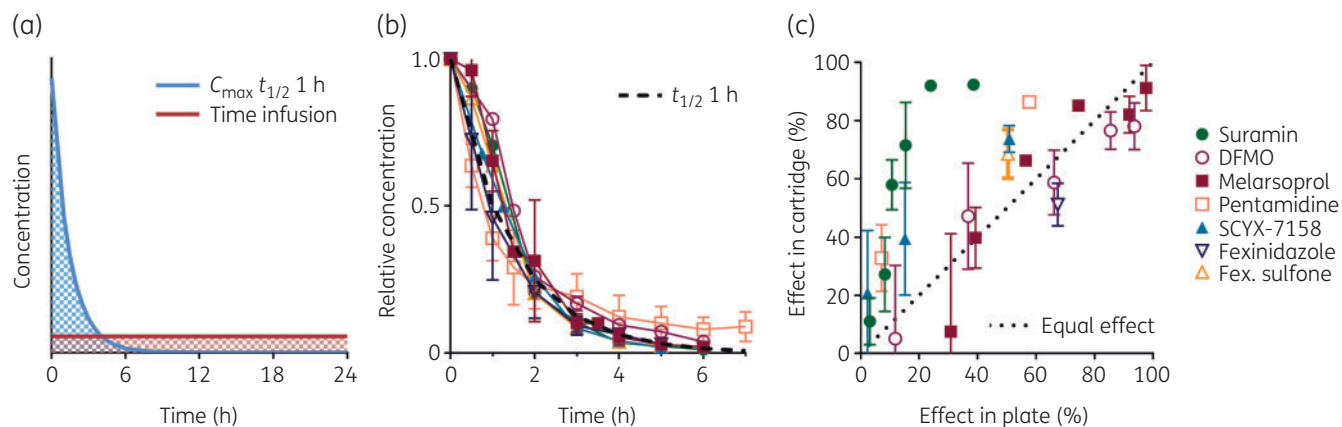 (a)
Concentration
Cmax t1/2 1 h
Time infusion
0 6 12 18 24
Time (h)
(b)
Relative concentration
1.0
0.5
0
t1/2 1 h
0 2 4 6
Time (h)
(c)
Effect in cartridge (%)
100
80
60
40
20
0
Equal effect
0 20 40 60 80 100
Effect in plate (%)
Suramin
DFMO
Melarsoprol
Pentamidine
SCYX-7158
Fexinidazole
Fex. sulfone